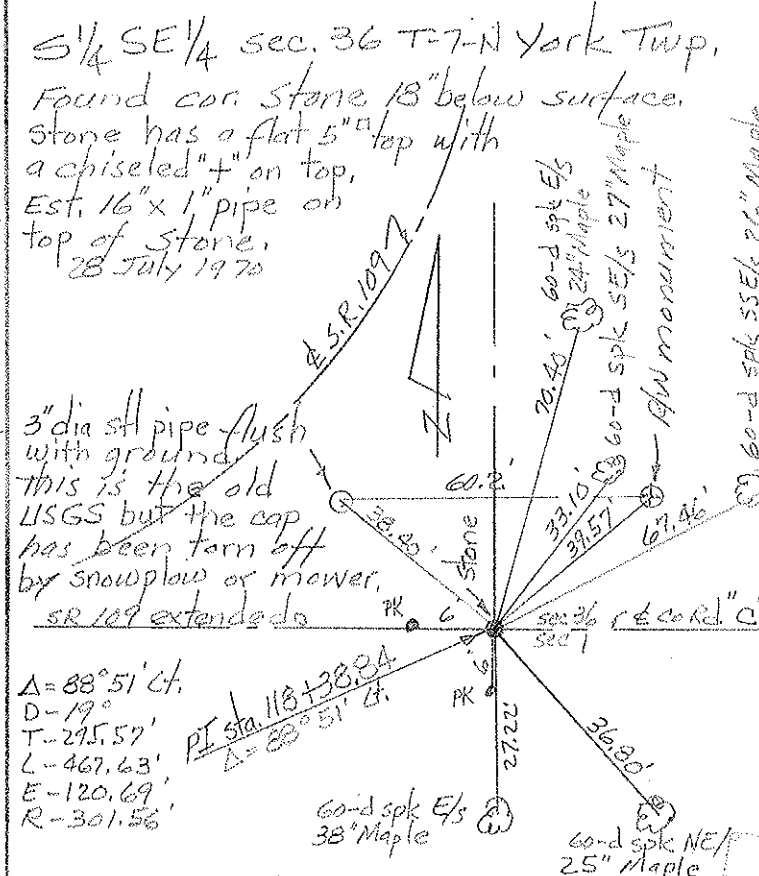 S 1/4 SE 1/4 sec. 36 T-7-N York Twp.
Found cor. Stone 18" below surface.
Stone has a flat 5"□ top with
a chiseled "+" on top,
Est. 16" x 1" pipe on
top of stone.
28 July 1970
℄ S.R. 109
N
60-d spk E/s
24" Maple
60-d spk SE/s 27" Maple
R/W monument
60-d spk SSE/s Maple
3" dia stl pipe flush
with ground.
this is the old
USGS but the cap
has been torn off
by snowplow or mower.
SR 109 extended
60.2'
38.80'
Stone
70.40'
33.10'
39.57'
67.46'
PK
6'
sec 36
sec 1
℄ Co Rd. "C"
6'
PK
27.22'
36.80'
PI sta. 118+38.84
Δ = 88° 51' Lt.
Δ = 88° 51' Lt.
D - 19°
T - 295.57'
L - 467.63'
E - 120.69'
R - 301.56'
60-d spk E/s
38" Maple
60-d spk NE/
25" Maple